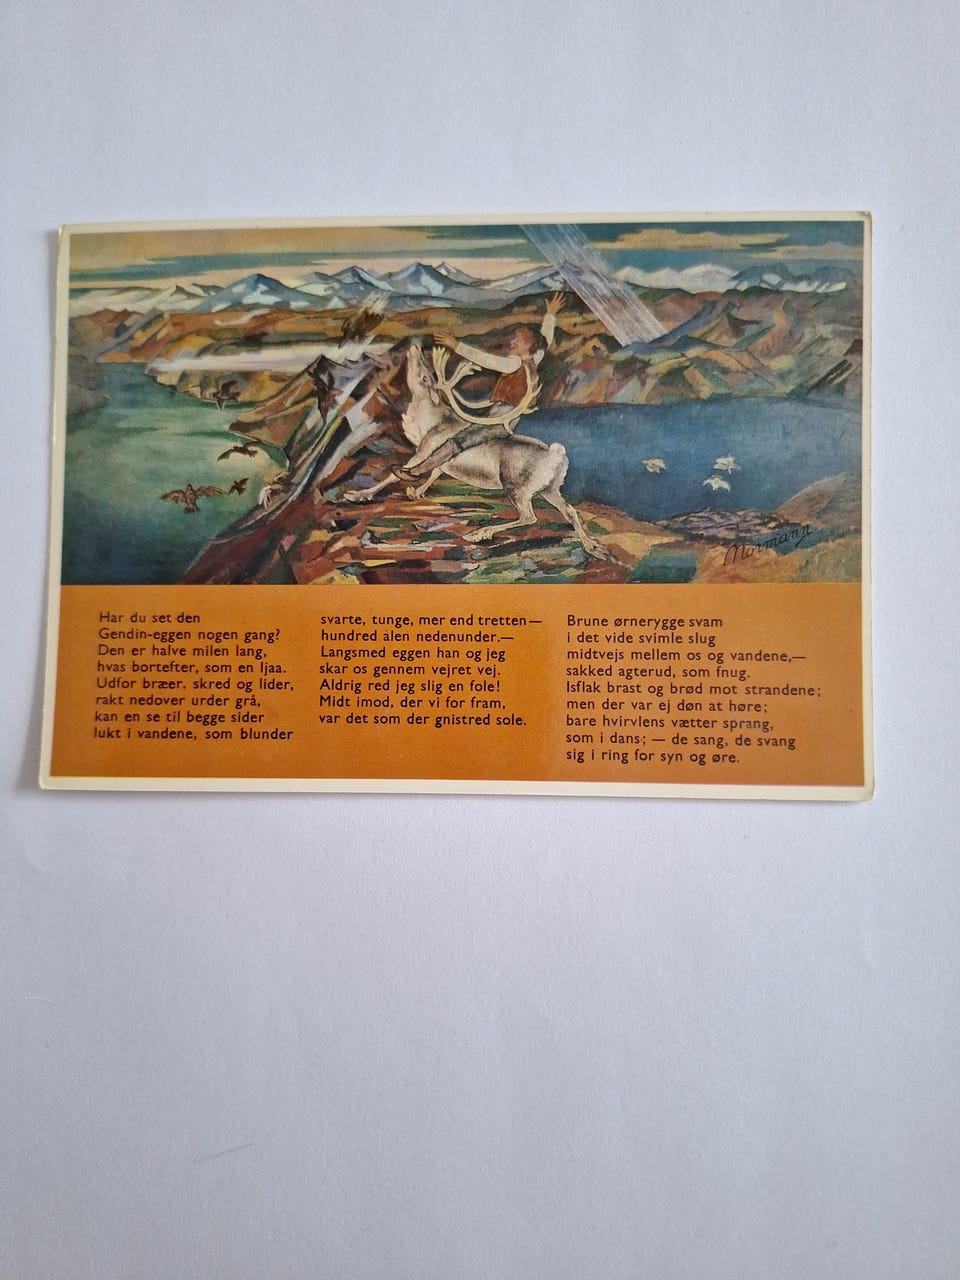 Normann
Har du set den
Gendin-eggen nogen gang?
Den er halve milen lang,
hvas bortefter, som en ljaa.
Udfor bræer, skred og lider,
rakt nedover urder grå,
kan en se til begge sider
lukt i vandene, som blunder
svarte, tunge, mer end tretten—
hundred alen nedenunder.—
Langsmed eggen han og jeg
skar os gennem vejret vej.
Aldrig red jeg slig en fole!
Midt imod, der vi for fram,
var det som der gnistred sole.
Brune ørnerygge svam
i det vide svimle slug
midtvejs mellem os og vandene,—
sakked agterud, som fnug.
Isflak brast og brød mot strandene;
men der var ej døn at høre;
bare hvirvlens vætter sprang,
som i dans; — de sang, de svang
sig i ring for syn og øre.